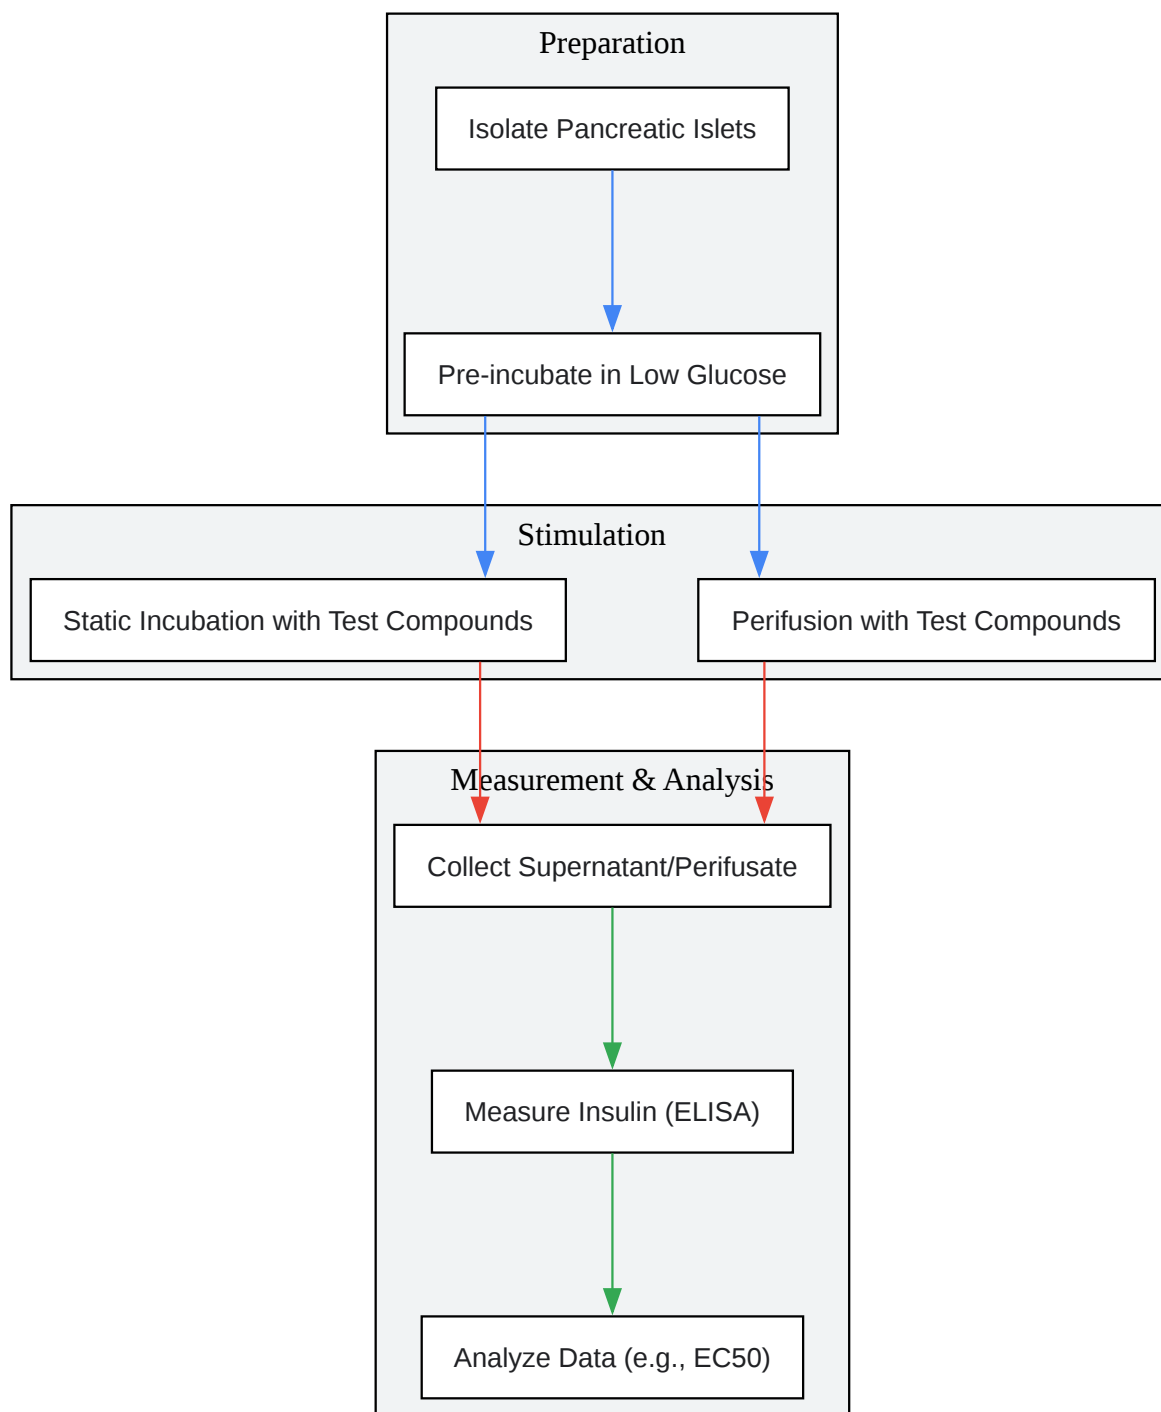 Preparation
Isolate Pancreatic Islets
Pre-incubate in Low Glucose
Stimulation
Static Incubation with Test Compounds
Perifusion with Test Compounds
Measurement & Analysis
Collect Supernatant/Perifusate
Measure Insulin (ELISA)
Analyze Data (e.g., EC50)